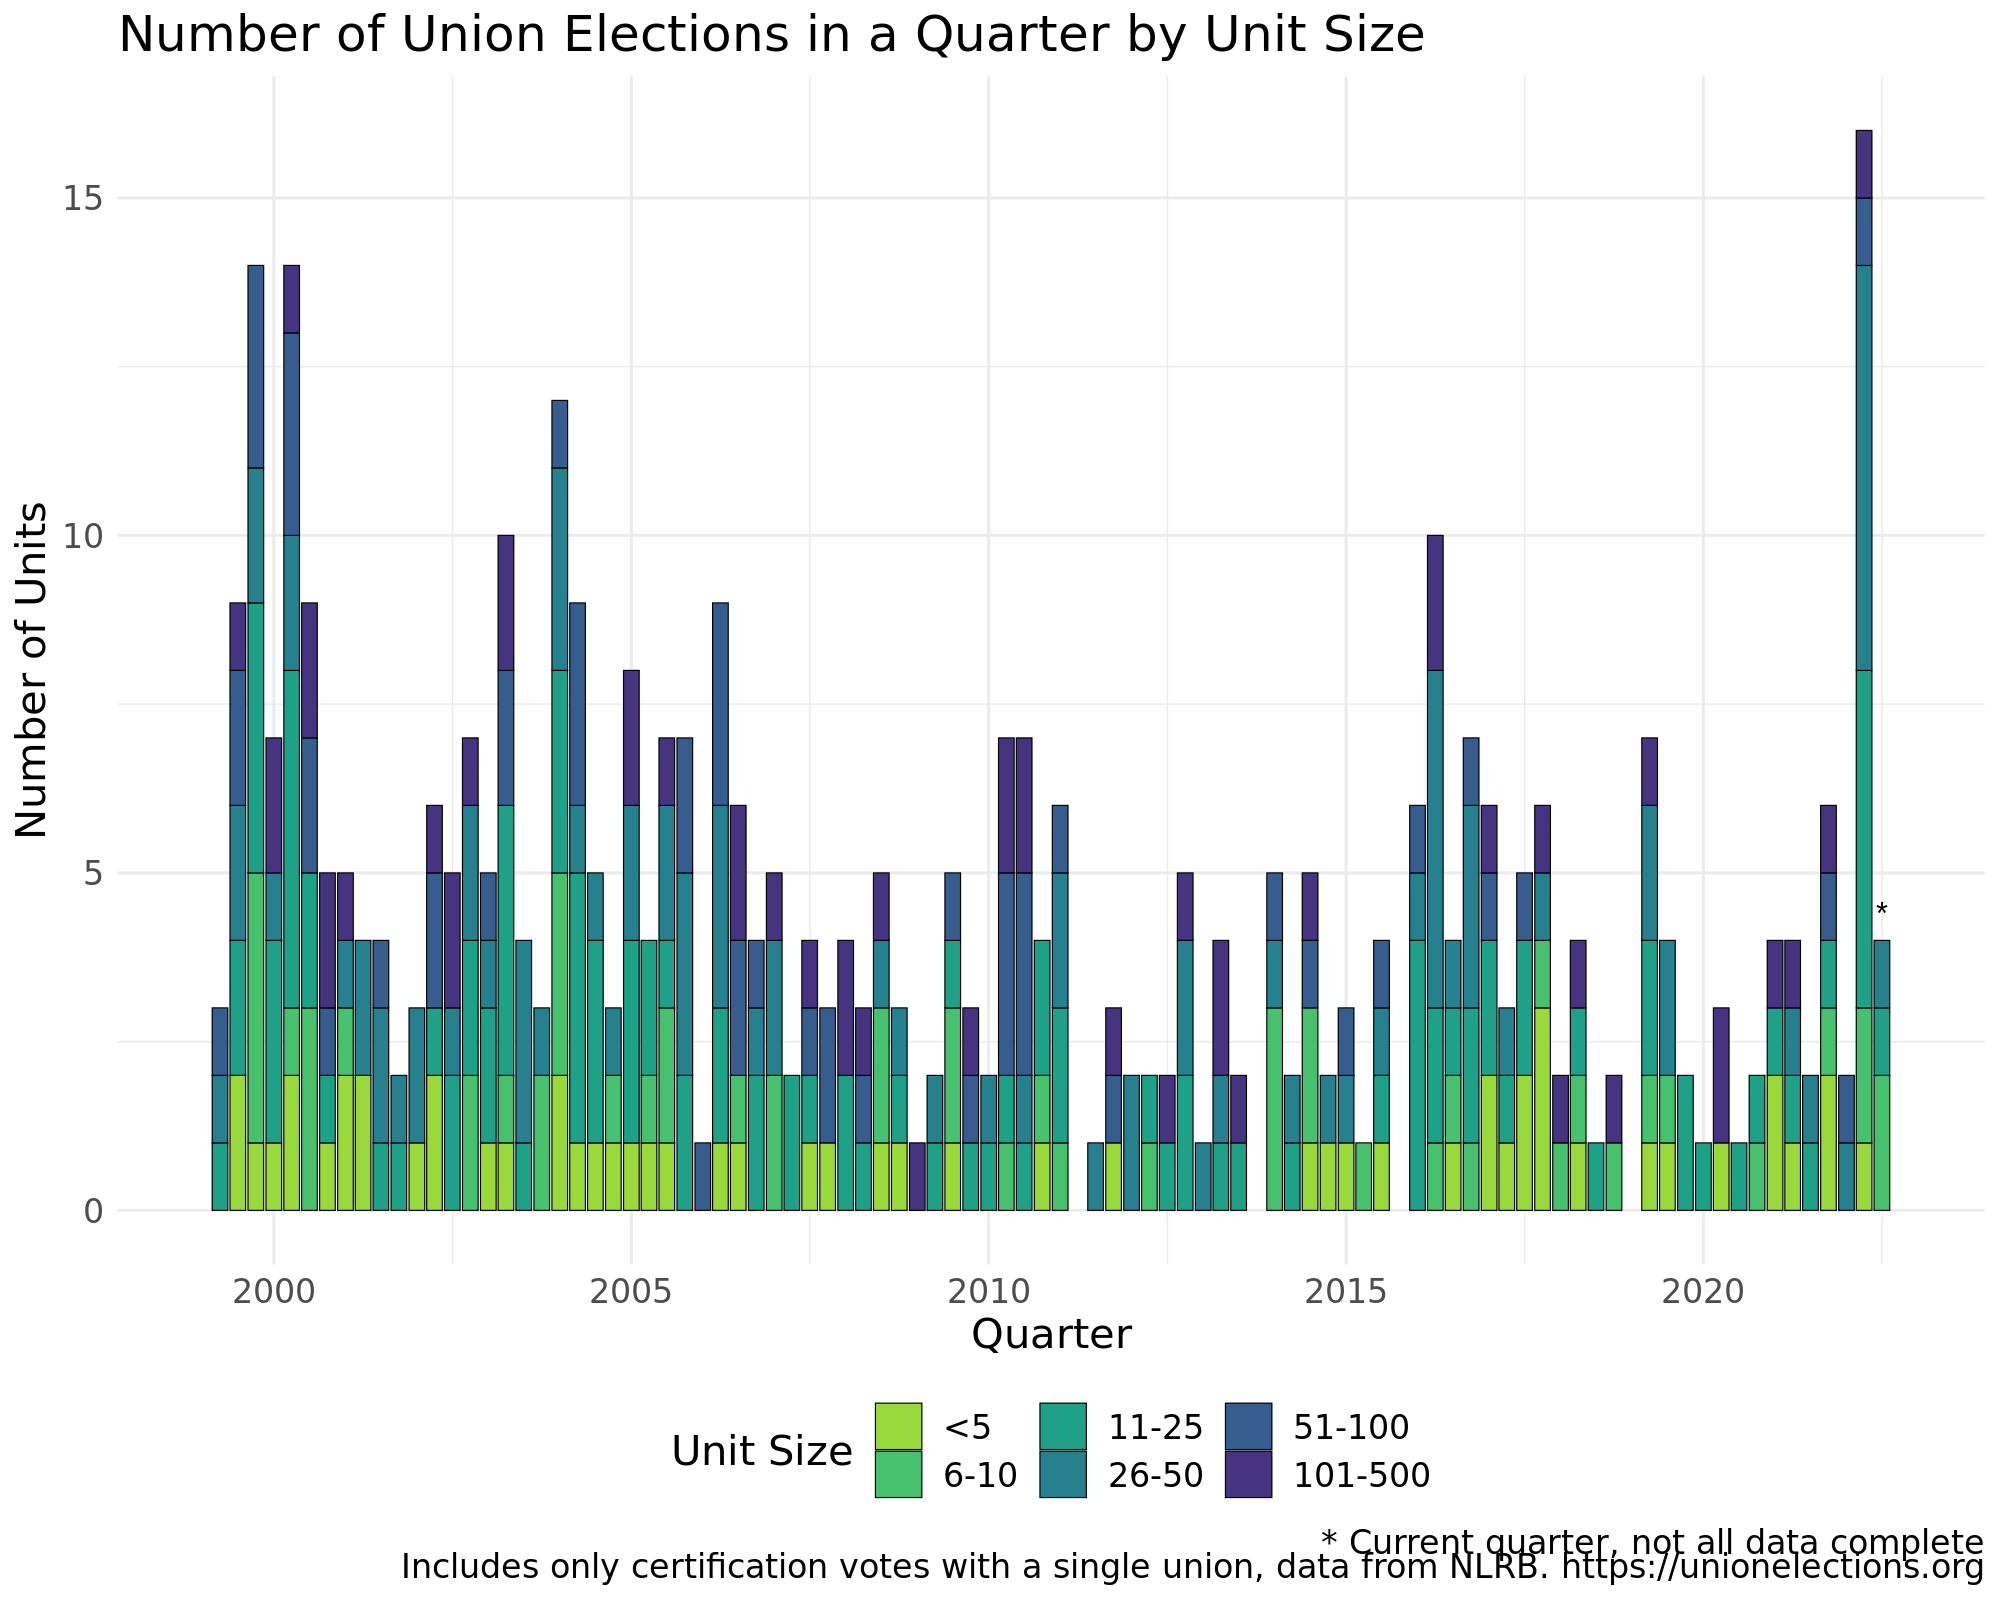 Number of Union Elections in a Quarter by Unit Size
Number of Units
15
10
5
0
*
2000 2005 2010 2015 2020
Quarter
Unit Size
<5 11-25 51-100
6-10 26-50 101-500
* Current quarter, not all data complete
Includes only certification votes with a single union, data from NLRB. https://unionelections.org